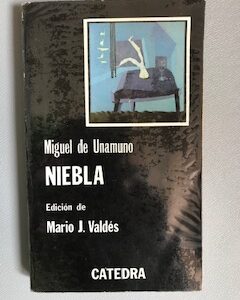 Miguel de Unamuno
NIEBLA
Edición de
Mario J. Valdés
CATEDRA